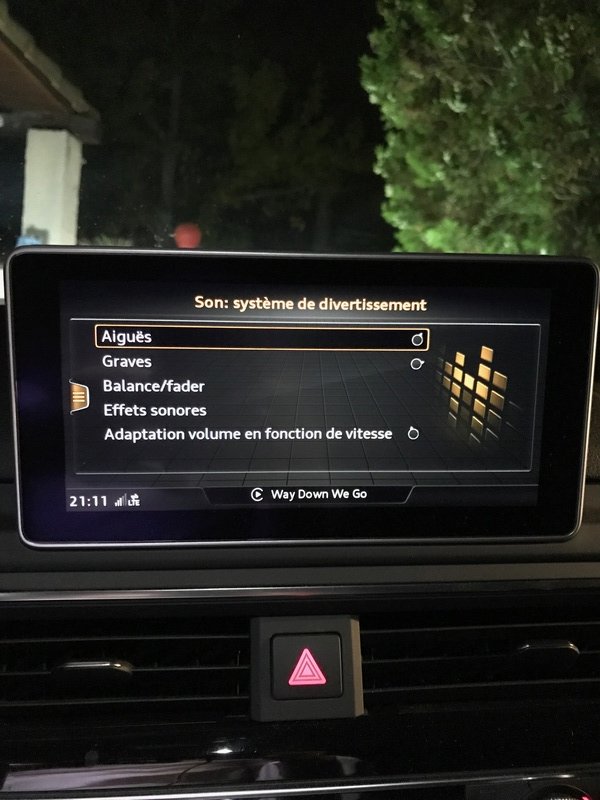 Son: système de divertissement
Aiguës
Graves
Balance/fader
Effets sonores
Adaptation volume en fonction de vitesse
21:11 LTE Way Down We Go